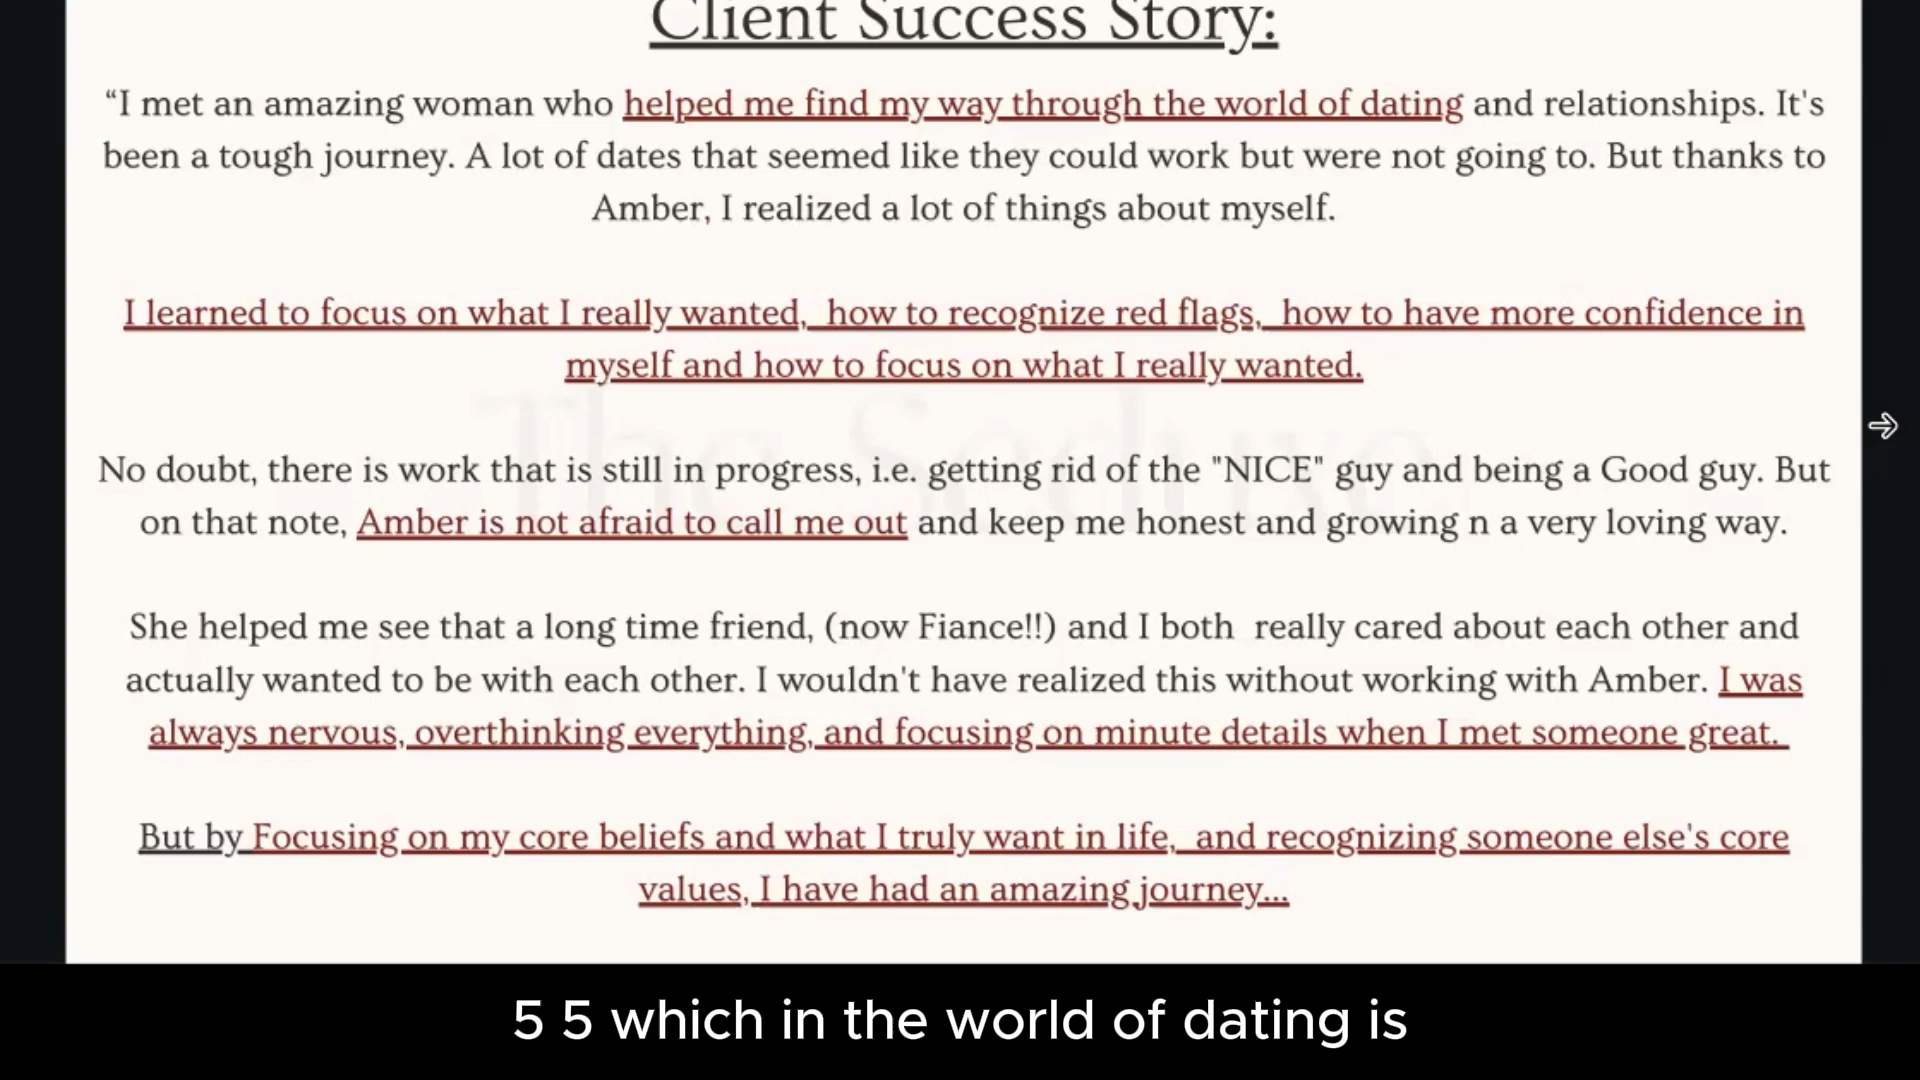 Client Success Story:
“I met an amazing woman who helped me find my way through the world of dating and relationships. It's
been a tough journey. A lot of dates that seemed like they could work but were not going to. But thanks to
Amber, I realized a lot of things about myself.
I learned to focus on what I really wanted,  how to recognize red flags,  how to have more confidence in
myself and how to focus on what I really wanted.
No doubt, there is work that is still in progress, i.e. getting rid of the "NICE" guy and being a Good guy. But
on that note, Amber is not afraid to call me out and keep me honest and growing n a very loving way.
She helped me see that a long time friend, (now Fiance!!) and I both  really cared about each other and
actually wanted to be with each other. I wouldn't have realized this without working with Amber. I was
always nervous, overthinking everything, and focusing on minute details when I met someone great.
But by Focusing on my core beliefs and what I truly want in life,  and recognizing someone else's core
values, I have had an amazing journey...
5 5 which in the world of dating is